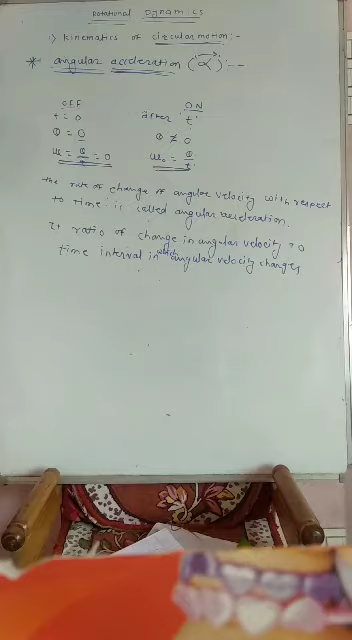 Rotational Dynamics
1) Kinematics of circular motion :-
* angular acceleration (α⃗) :-
OFF ON
t = 0 after 't'
θ = 0 θ ≠ 0
ω = θ/t = 0 ω₀ = θ/t
The rate of change of angular velocity with respect
to time is called angular acceleration.
It ratio of change in angular velocity to
time interval in which angular velocity changes